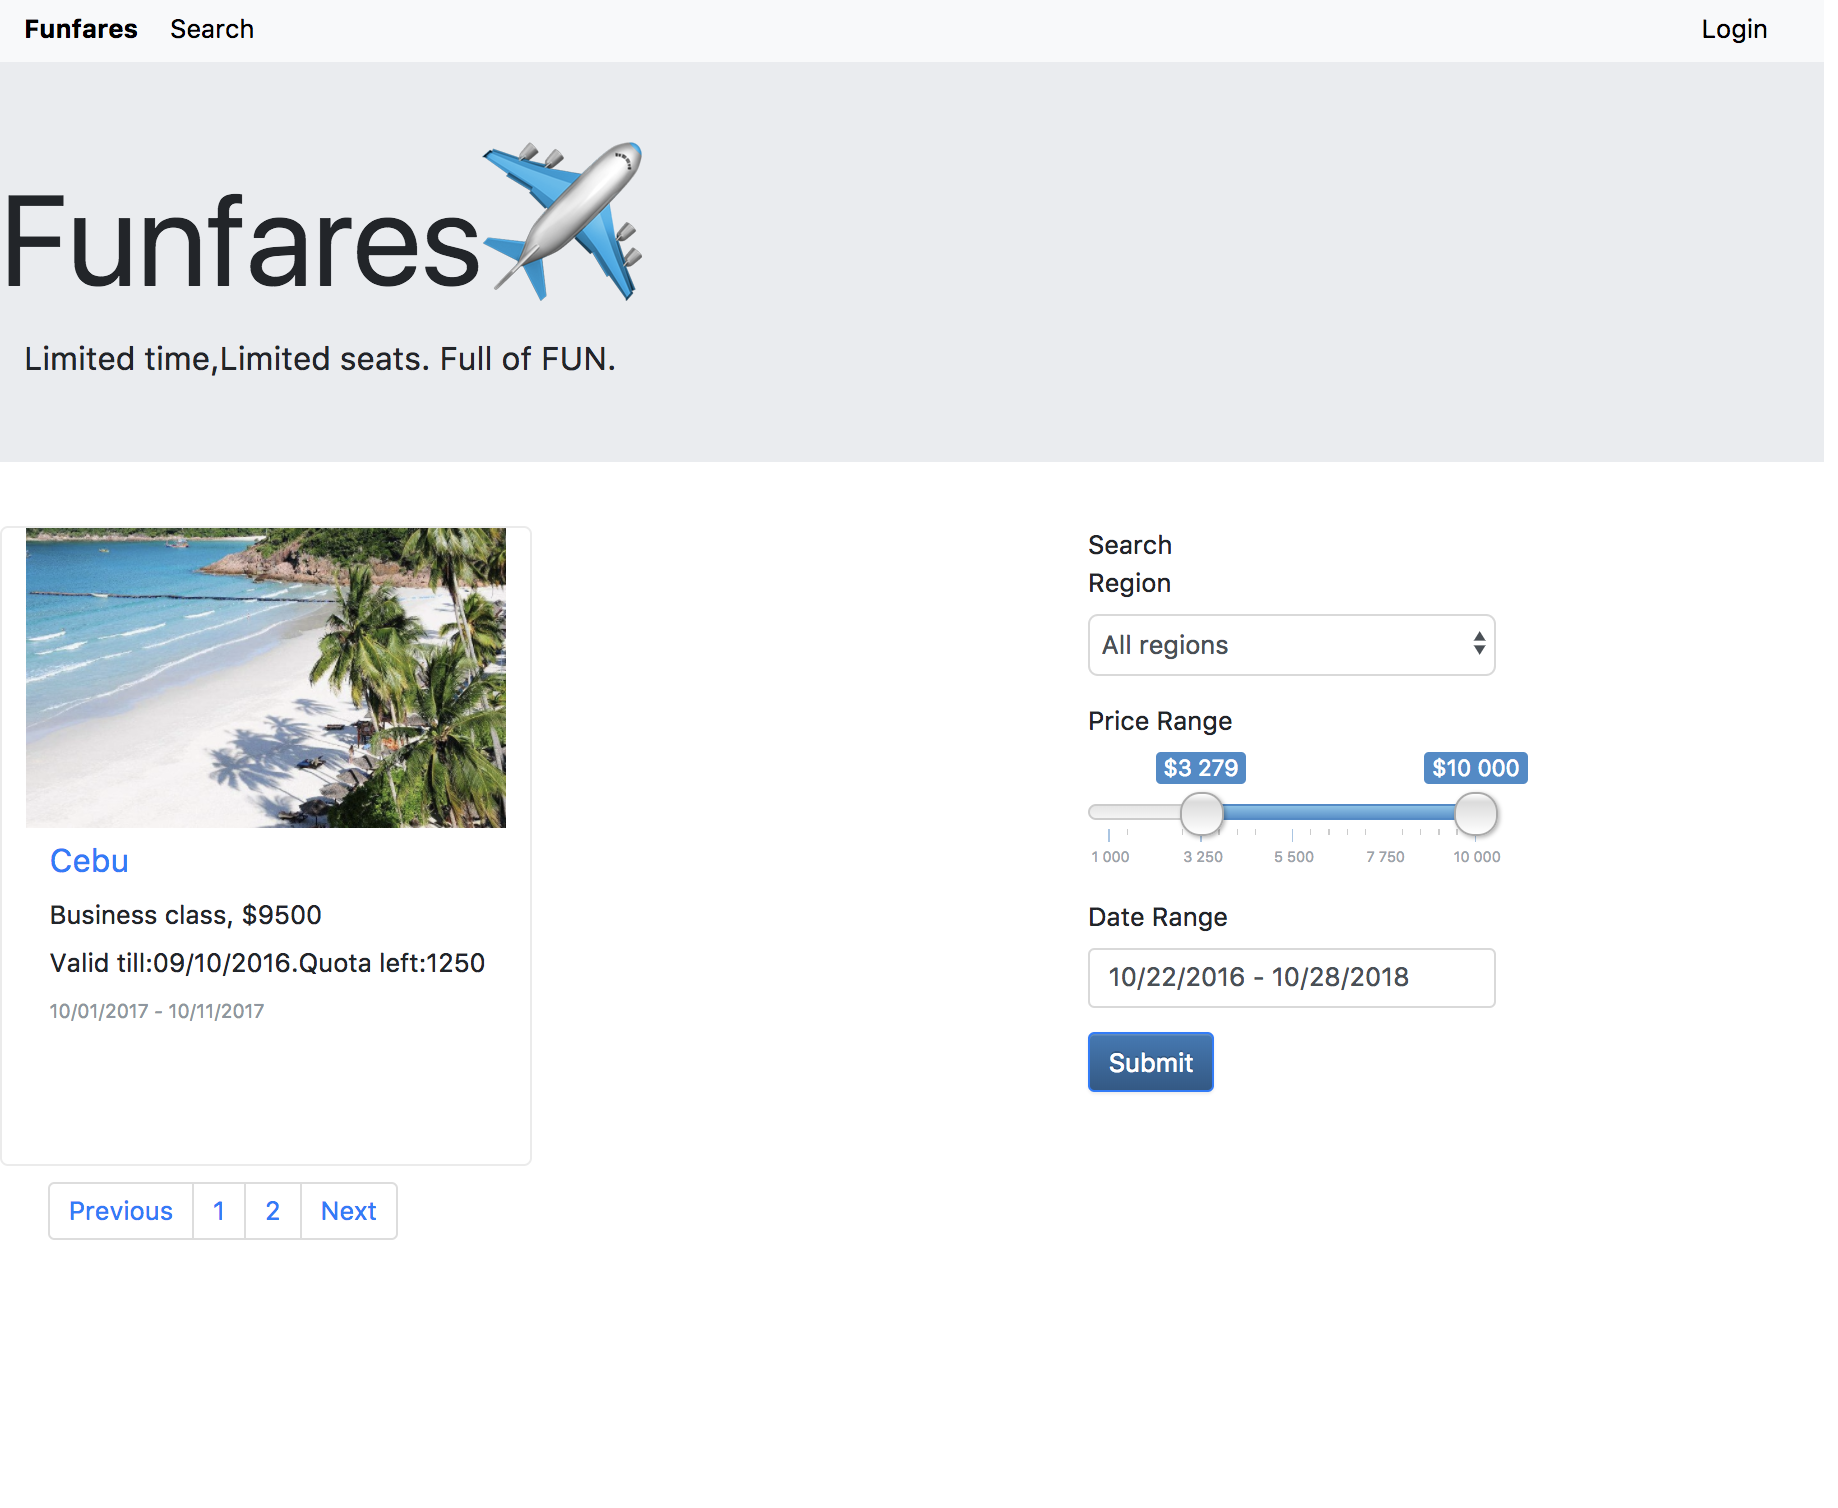 Funfares Search Login
Funfares
Limited time,Limited seats. Full of FUN.
Cebu
Business class, $9500
Valid till:09/10/2016.Quota left:1250
10/01/2017 - 10/11/2017
Previous 1 2 Next
Search
Region
All regions
Price Range
$3 279 $10 000
1 000 3 250 5 500 7 750 10 000
Date Range
10/22/2016 - 10/28/2018
Submit